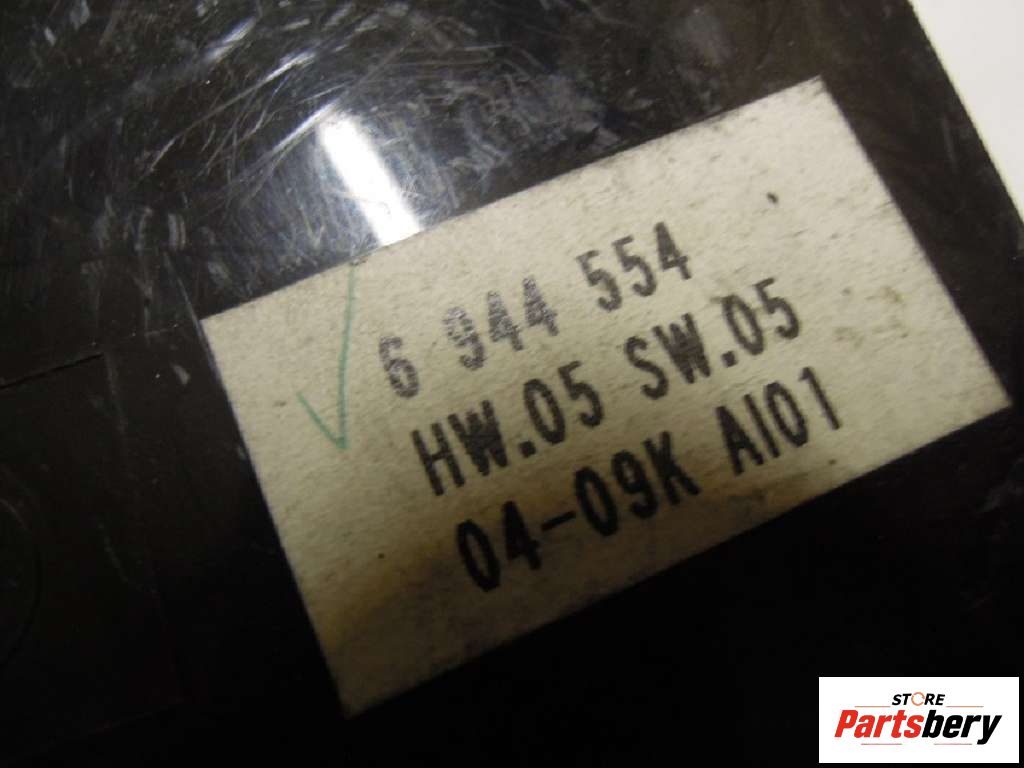 6 944 554
HW.05 SW.05
04-09K AI01
STORE
Partsbery